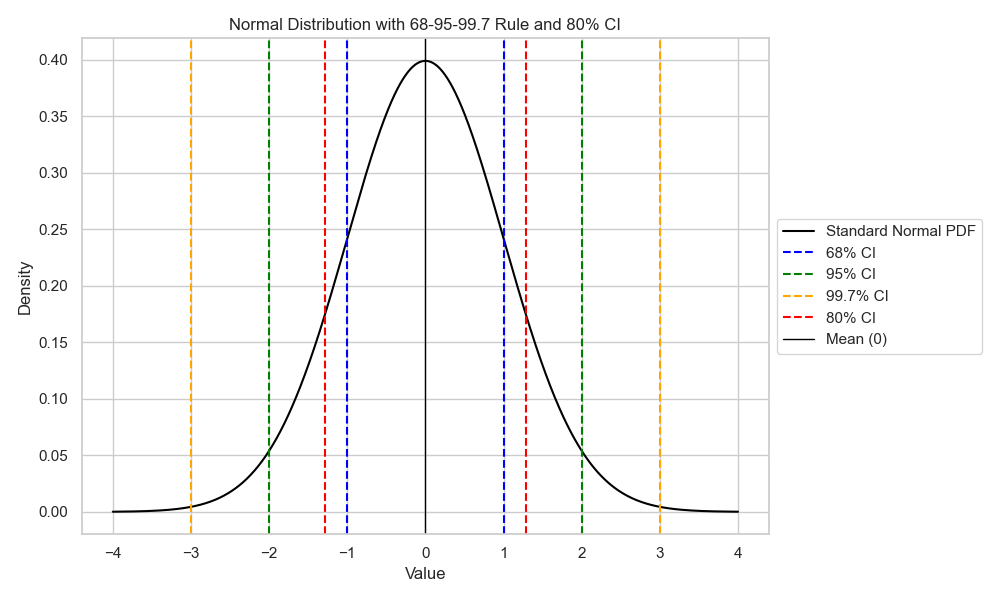 Normal Distribution with 68-95-99.7 Rule and 80% CI
0.40
0.35
0.30
0.25
0.20
0.15
0.10
0.05
0.00
Density
−4 −3 −2 −1 0 1 2 3 4
Value
Standard Normal PDF
68% CI
95% CI
99.7% CI
80% CI
Mean (0)